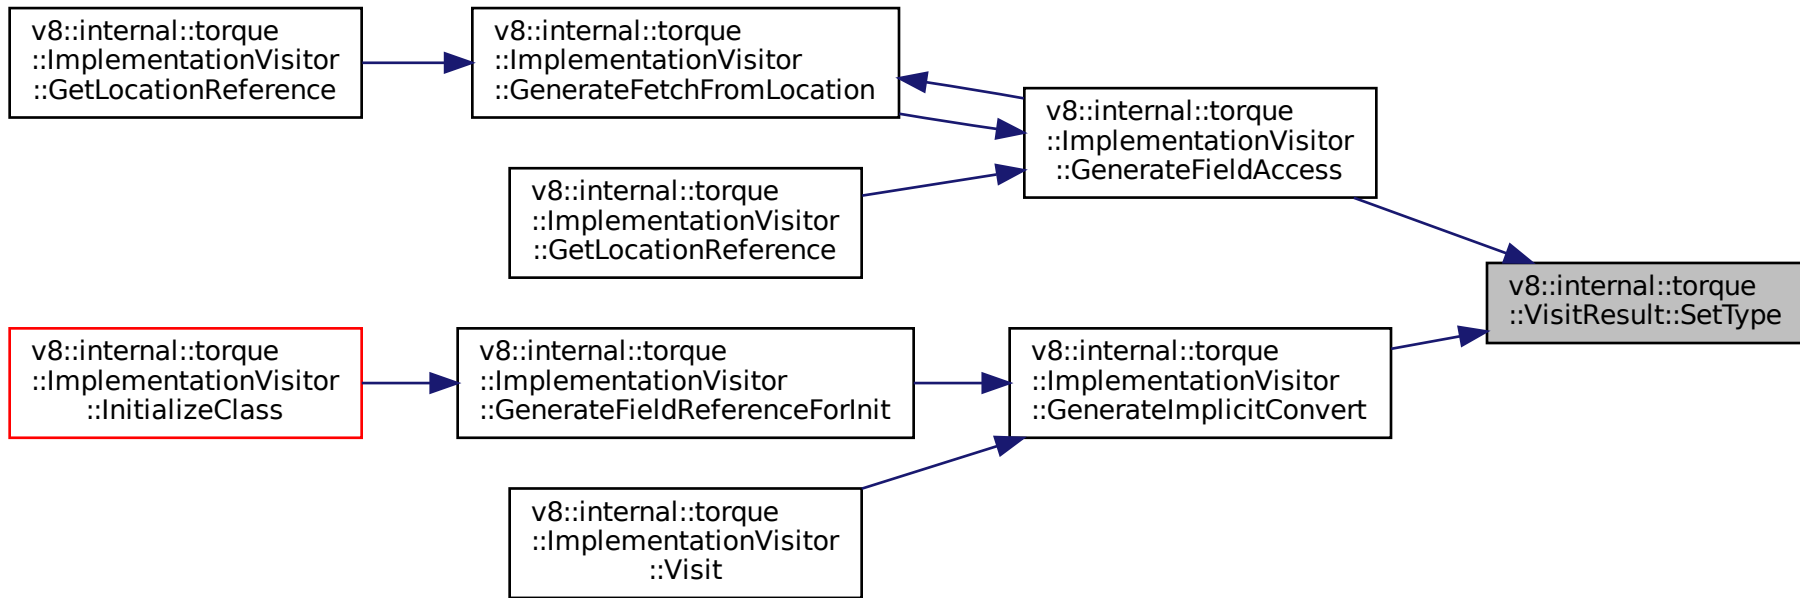 v8::internal::torque
::ImplementationVisitor
::GetLocationReference
v8::internal::torque
::ImplementationVisitor
::GenerateFetchFromLocation
v8::internal::torque
::ImplementationVisitor
::GenerateFieldAccess
v8::internal::torque
::ImplementationVisitor
::GetLocationReference
v8::internal::torque
::VisitResult::SetType
v8::internal::torque
::ImplementationVisitor
::InitializeClass
v8::internal::torque
::ImplementationVisitor
::GenerateFieldReferenceForInit
v8::internal::torque
::ImplementationVisitor
::GenerateImplicitConvert
v8::internal::torque
::ImplementationVisitor
::Visit